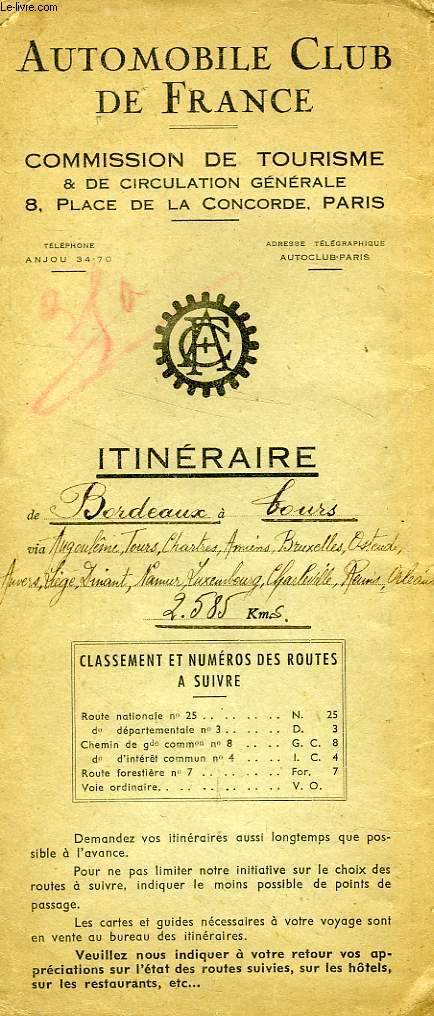 Le-livre.com
AUTOMOBILE CLUB
DE FRANCE
COMMISSION DE TOURISME
& DE CIRCULATION GÉNÉRALE
8, PLACE DE LA CONCORDE, PARIS
TÉLÉPHONE
ANJOU 34-70
ADRESSE TÉLÉGRAPHIQUE
AUTOCLUB-PARIS
ACF
ITINÉRAIRE
de Bordeaux à Tours
via Angoulême, Tours, Chartres, Amiens, Bruxelles, Ostende,
Anvers, Liège, Dinant, Namur, Luxembourg, Charleville, Reims, Orléans
2.585 Kms.
CLASSEMENT ET NUMÉROS DES ROUTES
A SUIVRE
Route nationale nº 25 . . . . . . . . N. 25
dº départementale nº 3 . . . . . . D. 3
Chemin de gde common nº 8 . . . . G. C. 8
dº d'intérêt commun nº 4 . . . . I. C. 4
Route forestière nº 7 . . . . . . . For. 7
Voie ordinaire. . . . . . . . . . . V. O.
Demandez vos itinéraires aussi longtemps que pos-
sible à l'avance.
Pour ne pas limiter notre initiative sur le choix des
routes à suivre, indiquer le moins possible de points de
passage.
Les cartes et guides nécessaires à votre voyage sont
en vente au bureau des itinéraires.
Veuillez nous indiquer à votre retour vos ap-
préciations sur l'état des routes suivies, sur les hôtels,
sur les restaurants, etc...